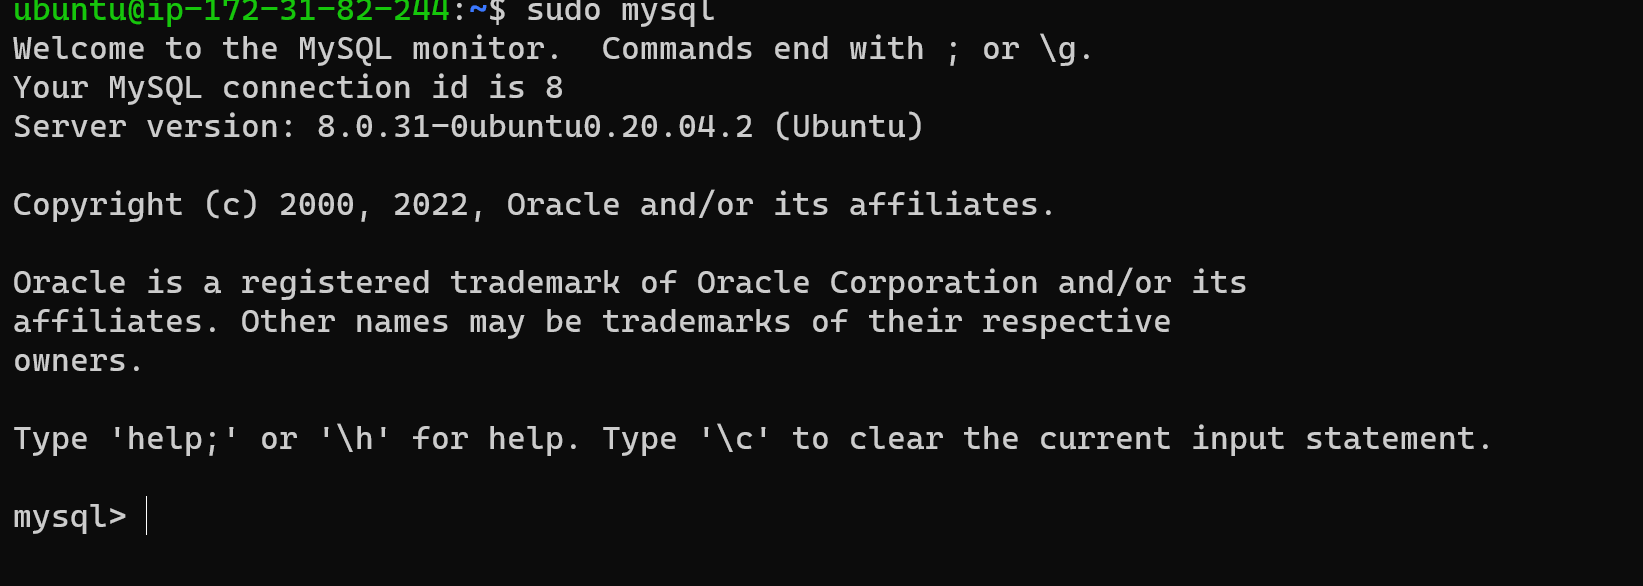 ubuntu@ip-172-31-82-244:~$ sudo mysql
Welcome to the MySQL monitor.  Commands end with ; or \g.
Your MySQL connection id is 8
Server version: 8.0.31-0ubuntu0.20.04.2 (Ubuntu)
Copyright (c) 2000, 2022, Oracle and/or its affiliates.
Oracle is a registered trademark of Oracle Corporation and/or its
affiliates. Other names may be trademarks of their respective
owners.
Type 'help;' or '\h' for help. Type '\c' to clear the current input statement.
mysql>